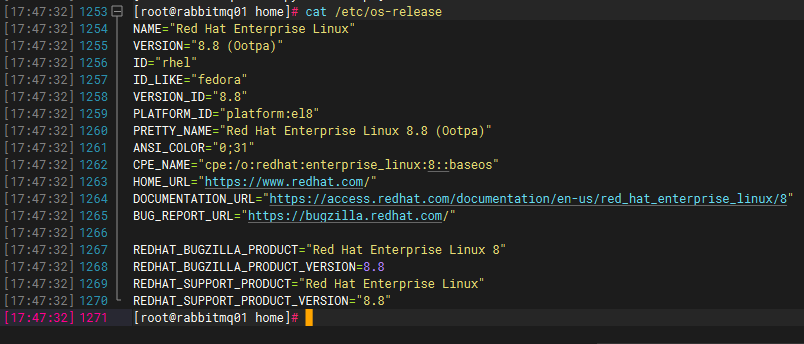 [17:47:32] 1253 [root@rabbitmq01 home]# cat /etc/os-release
[17:47:32] 1254 NAME="Red Hat Enterprise Linux"
[17:47:32] 1255 VERSION="8.8 (Ootpa)"
[17:47:32] 1256 ID="rhel"
[17:47:32] 1257 ID_LIKE="fedora"
[17:47:32] 1258 VERSION_ID="8.8"
[17:47:32] 1259 PLATFORM_ID="platform:el8"
[17:47:32] 1260 PRETTY_NAME="Red Hat Enterprise Linux 8.8 (Ootpa)"
[17:47:32] 1261 ANSI_COLOR="0;31"
[17:47:32] 1262 CPE_NAME="cpe:/o:redhat:enterprise_linux:8::baseos"
[17:47:32] 1263 HOME_URL="https://www.redhat.com/"
[17:47:32] 1264 DOCUMENTATION_URL="https://access.redhat.com/documentation/en-us/red_hat_enterprise_linux/8"
[17:47:32] 1265 BUG_REPORT_URL="https://bugzilla.redhat.com/"
[17:47:32] 1266
[17:47:32] 1267 REDHAT_BUGZILLA_PRODUCT="Red Hat Enterprise Linux 8"
[17:47:32] 1268 REDHAT_BUGZILLA_PRODUCT_VERSION=8.8
[17:47:32] 1269 REDHAT_SUPPORT_PRODUCT="Red Hat Enterprise Linux"
[17:47:32] 1270 REDHAT_SUPPORT_PRODUCT_VERSION="8.8"
[17:47:32] 1271 [root@rabbitmq01 home]#